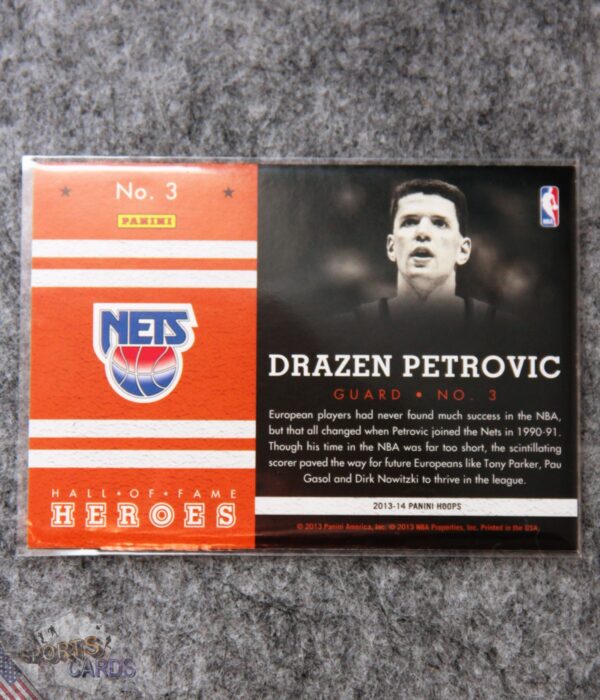 No. 3
PANINI
NETS
HALL • OF • FAME
HEROES
NBA
DRAZEN PETROVIC
GUARD • NO. 3
European players had never found much success in the NBA,
but that all changed when Petrovic joined the Nets in 1990-91.
Though his time in the NBA was far too short, the scintillating
scorer paved the way for future Europeans like Tony Parker, Pau
Gasol and Dirk Nowitzki to thrive in the league.
2013-14 PANINI HOOPS
© 2013 Panini America, Inc. © 2013 NBA Properties, Inc. Printed in the USA.
SPORTS
CARDS